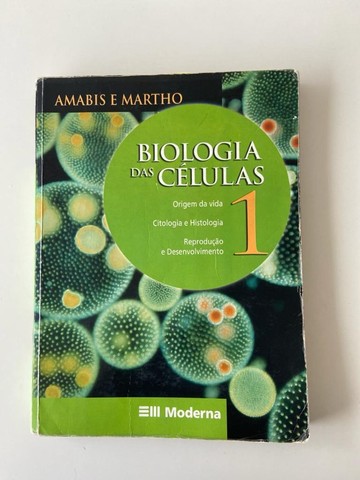 AMABIS E MARTHO
BIOLOGIA
DAS CÉLULAS
Origem da vida
Citologia e Histologia
Reprodução
e Desenvolvimento
1
Moderna